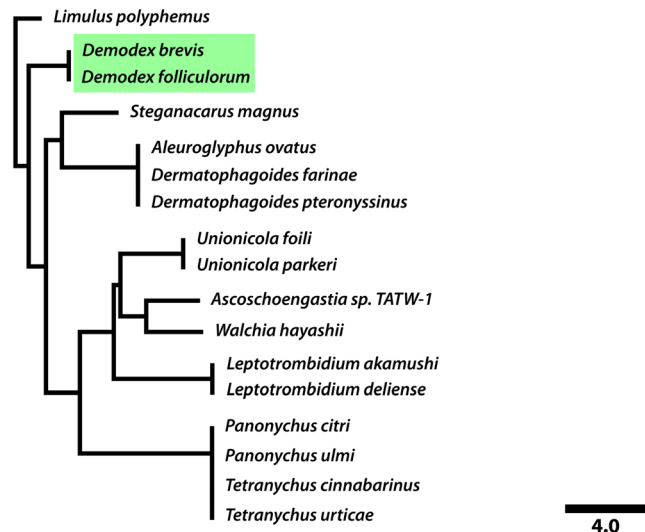 Limulus polyphemus
Demodex brevis
Demodex folliculorum
Steganacarus magnus
Aleuroglyphus ovatus
Dermatophagoides farinae
Dermatophagoides pteronyssinus
Unionicola foili
Unionicola parkeri
Ascoschoengastia sp. TATW-1
Walchia hayashii
Leptotrombidium akamushi
Leptotrombidium deliense
Panonychus citri
Panonychus ulmi
Tetranychus cinnabarinus
Tetranychus urticae
4.0